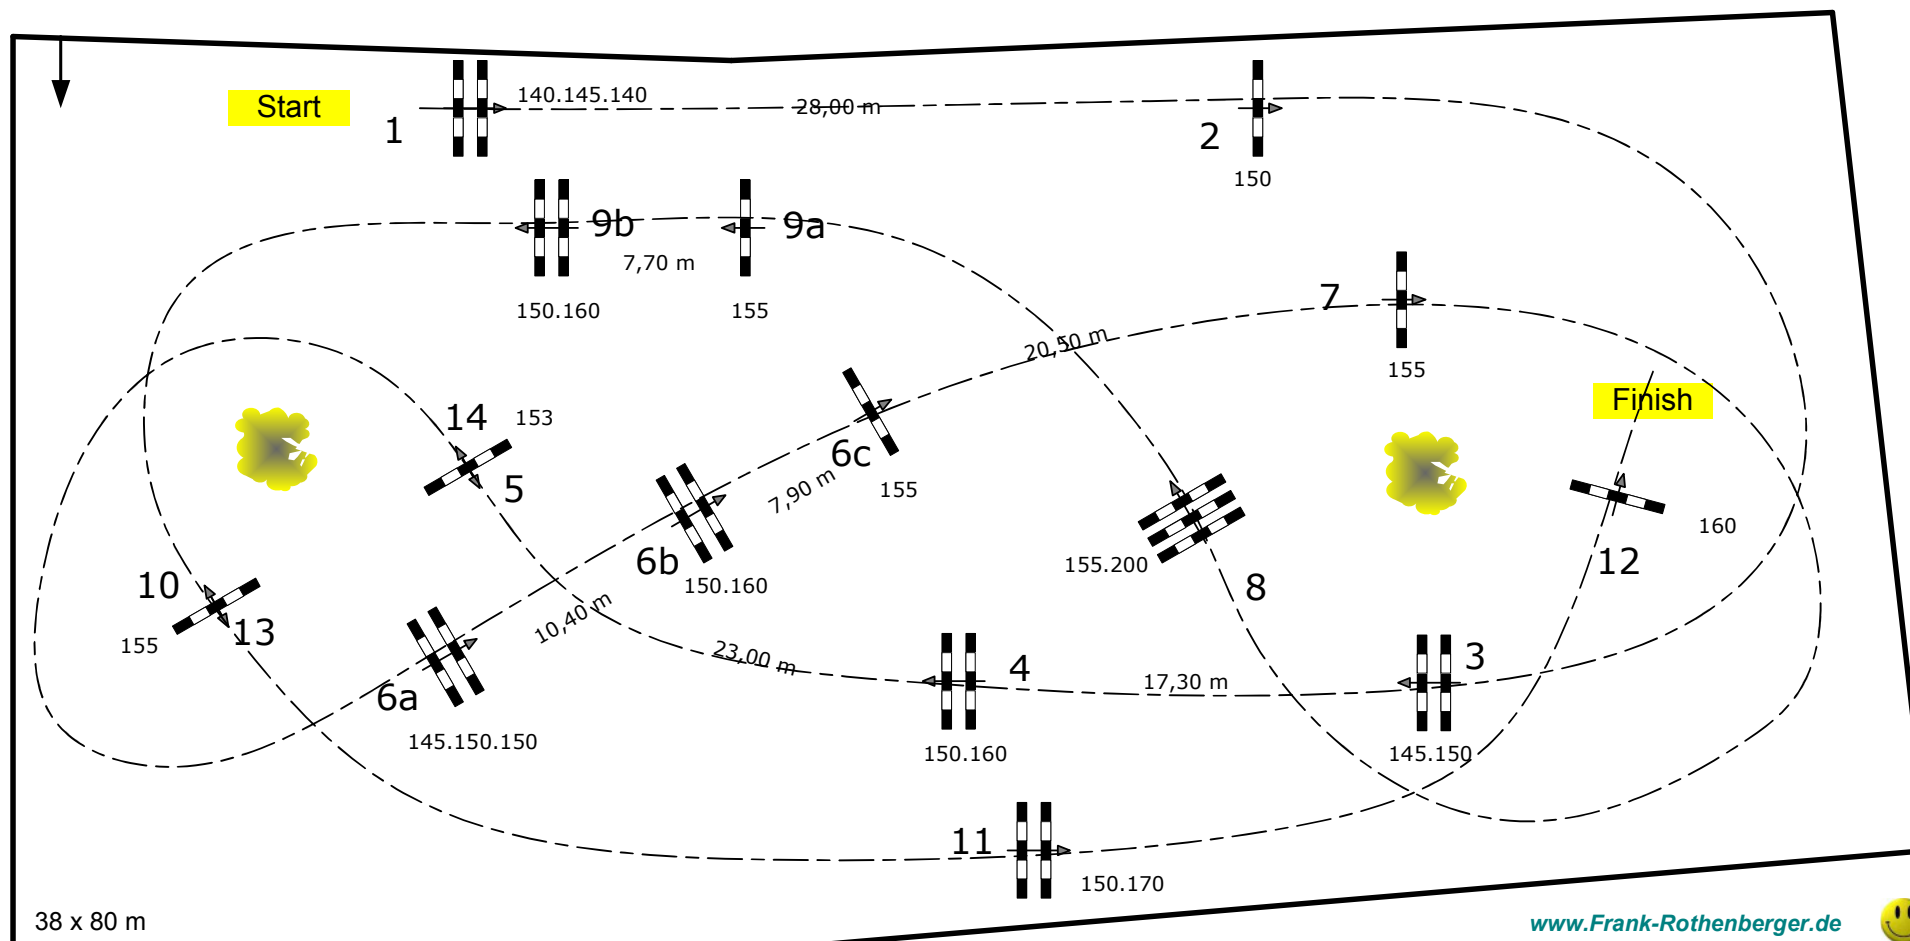 Start
1
140.145.140
28,00 m
2
150
9b
9a
7,70 m
150.160
155
7
155
20,50 m
Finish
14
153
5
6c
155
7,90 m
6b
150.160
155.200
8
160
12
10
13
155
10,40 m
6a
145.150.150
23,00 m
4
150.160
17,30 m
3
145.150
11
150.170
38 x 80 m
www.Frank-Rothenberger.de